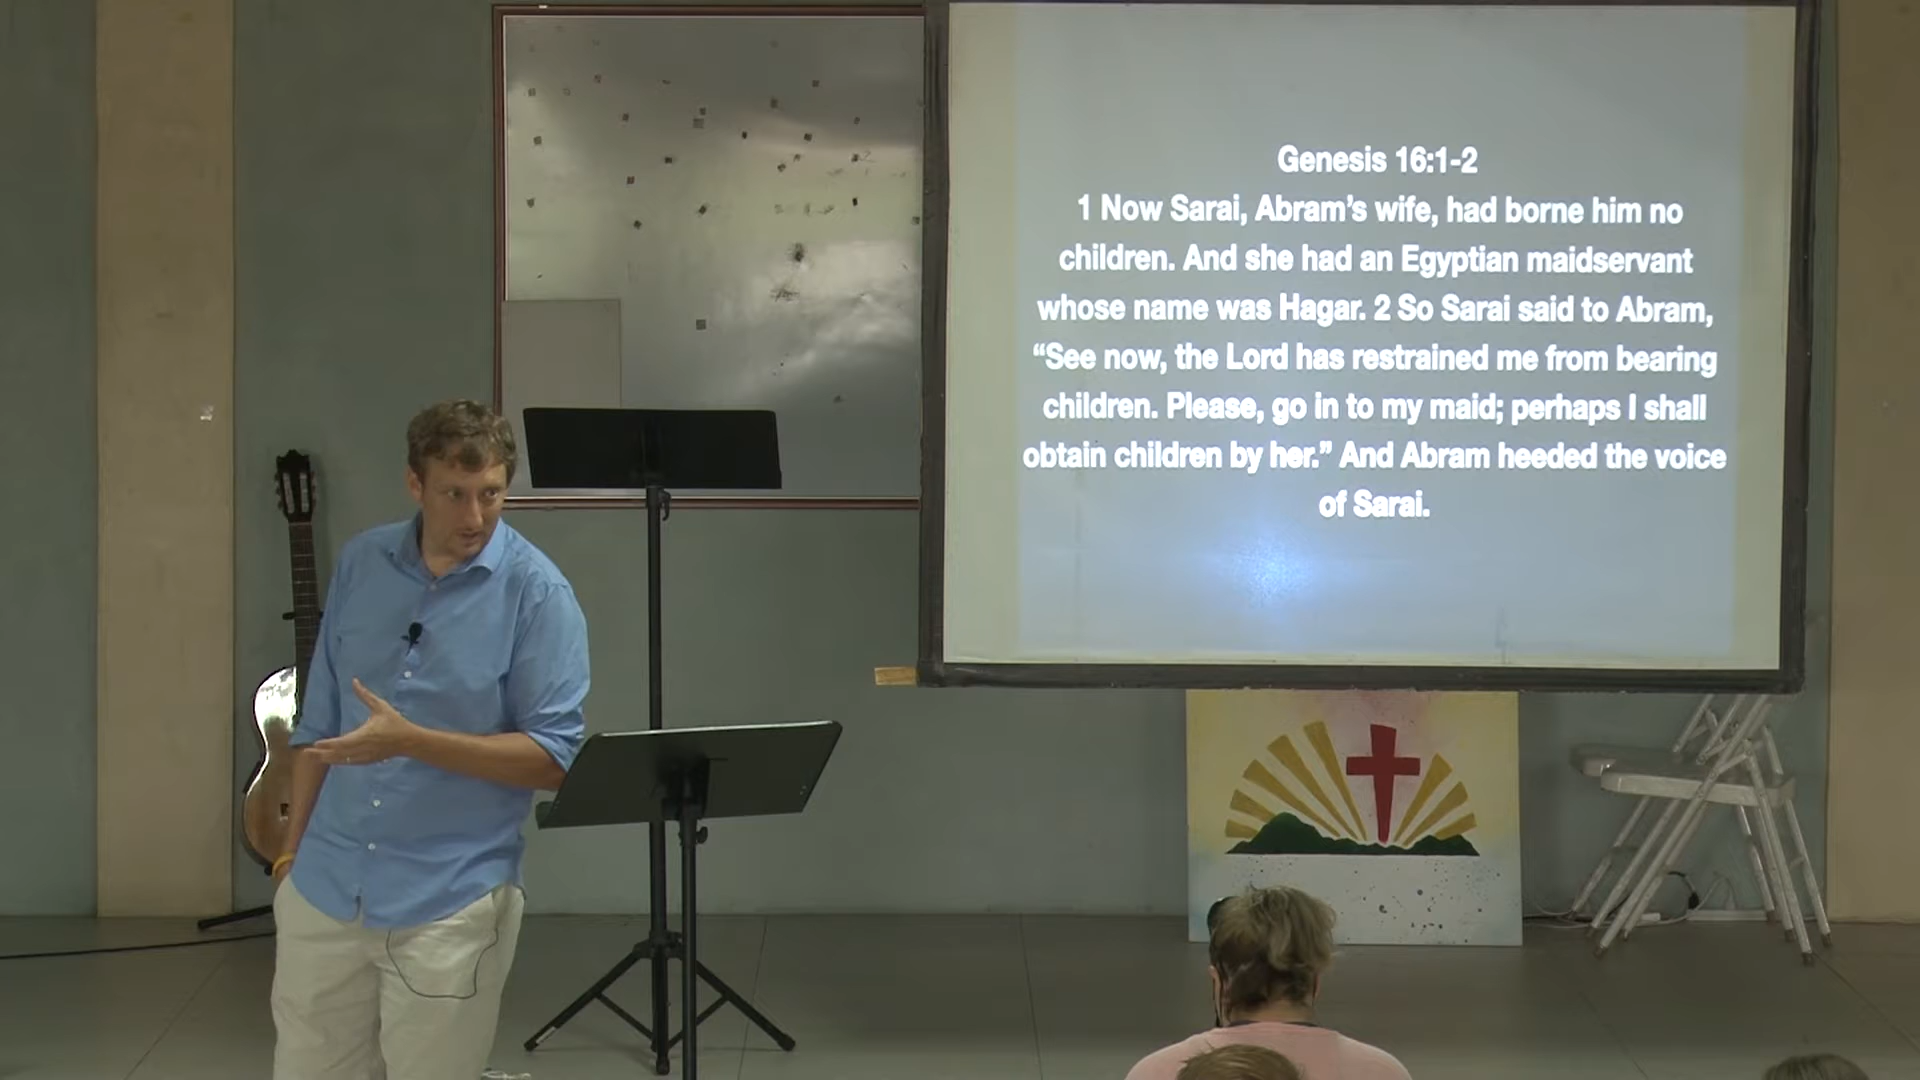 Genesis 16:1-2
1 Now Sarai, Abram’s wife, had borne him no
children. And she had an Egyptian maidservant
whose name was Hagar. 2 So Sarai said to Abram,
“See now, the Lord has restrained me from bearing
children. Please, go in to my maid; perhaps I shall
obtain children by her.” And Abram heeded the voice
of Sarai.